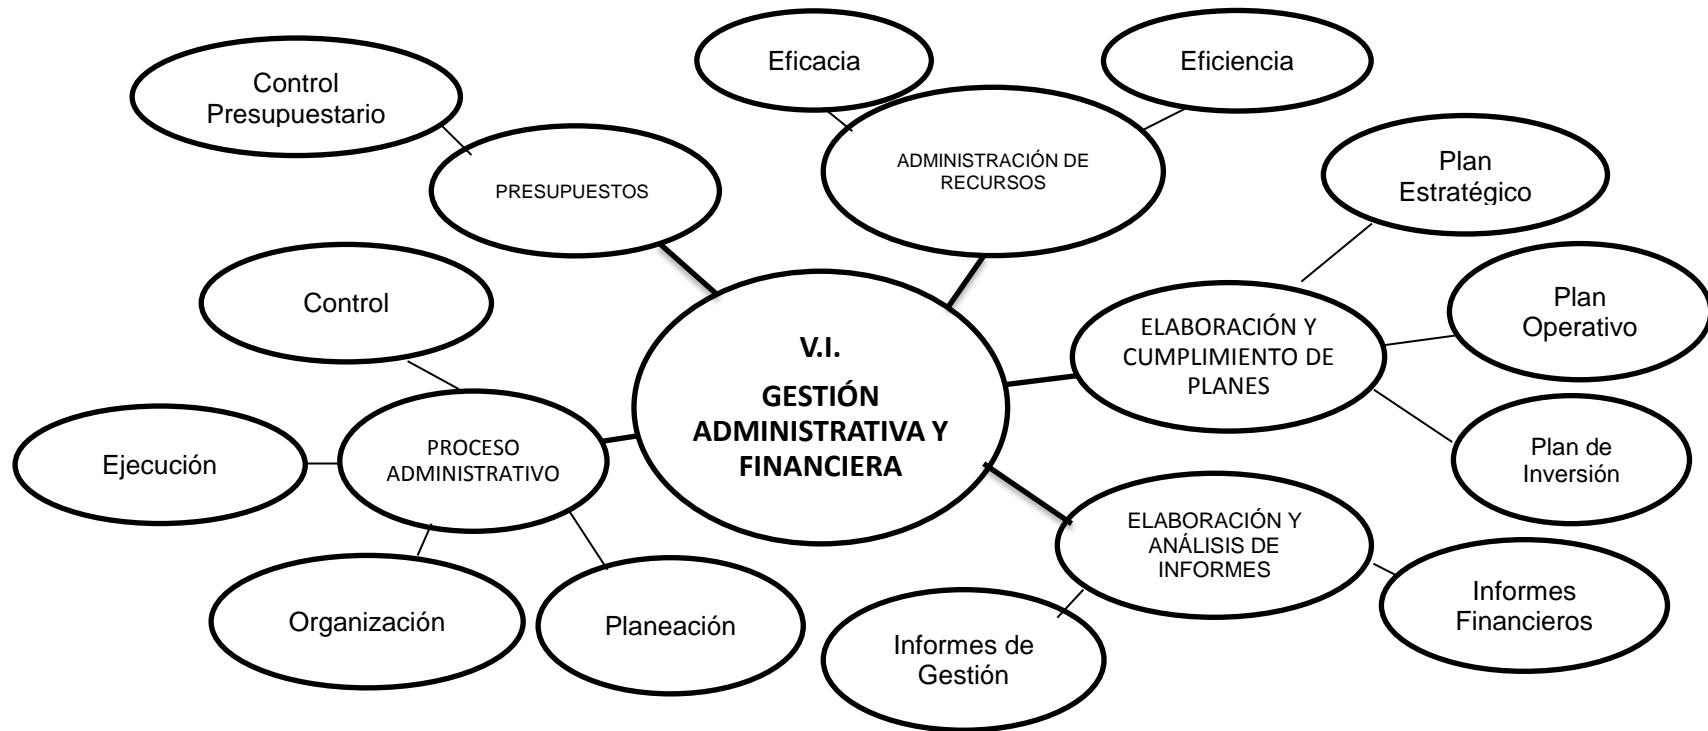 Control
Presupuestario
Eficacia
Eficiencia
PRESUPUESTOS
ADMINISTRACIÓN DE
RECURSOS
Plan
Estratégico
Control
V.I.
GESTIÓN
ADMINISTRATIVA Y
FINANCIERA
ELABORACIÓN Y
CUMPLIMIENTO DE
PLANES
Plan
Operativo
Ejecución
PROCESO
ADMINISTRATIVO
Plan de
Inversión
ELABORACIÓN Y
ANÁLISIS DE
INFORMES
Organización
Planeación
Informes de
Gestión
Informes
Financieros